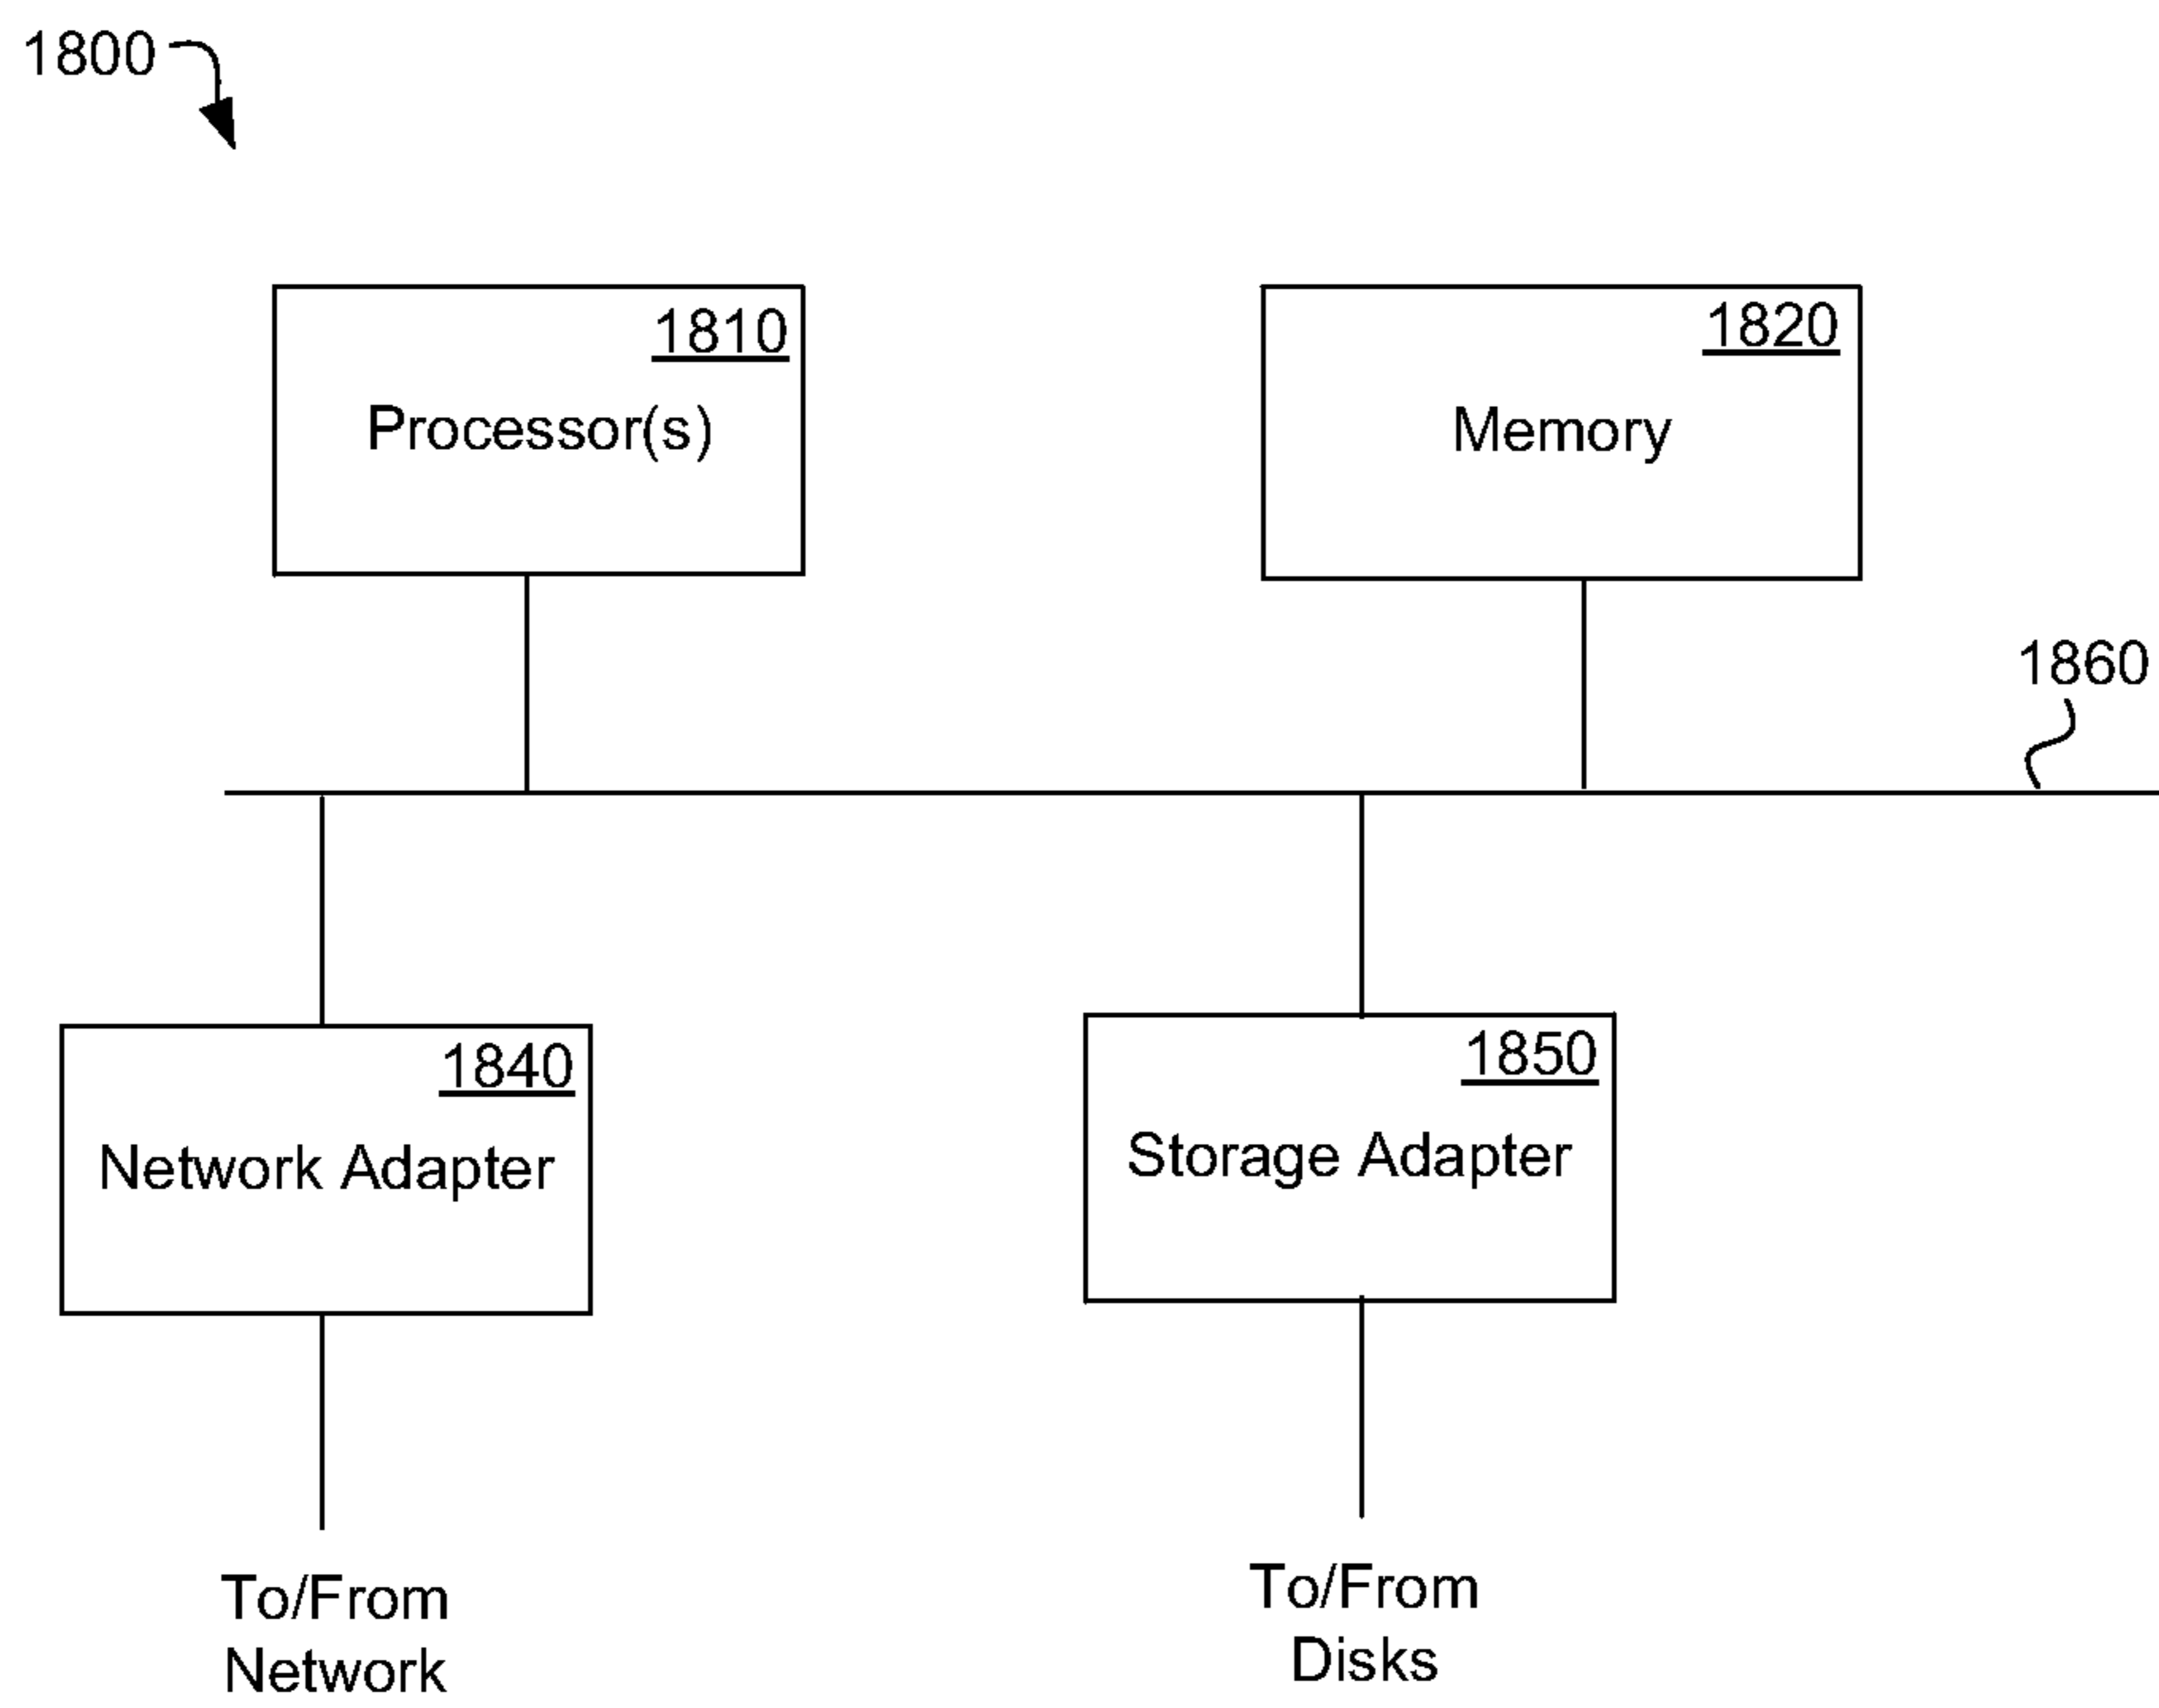 1800
1810
Processor(s)
1820
Memory
1860
1840
Network Adapter
1850
Storage Adapter
To/From
Network
To/From
Disks